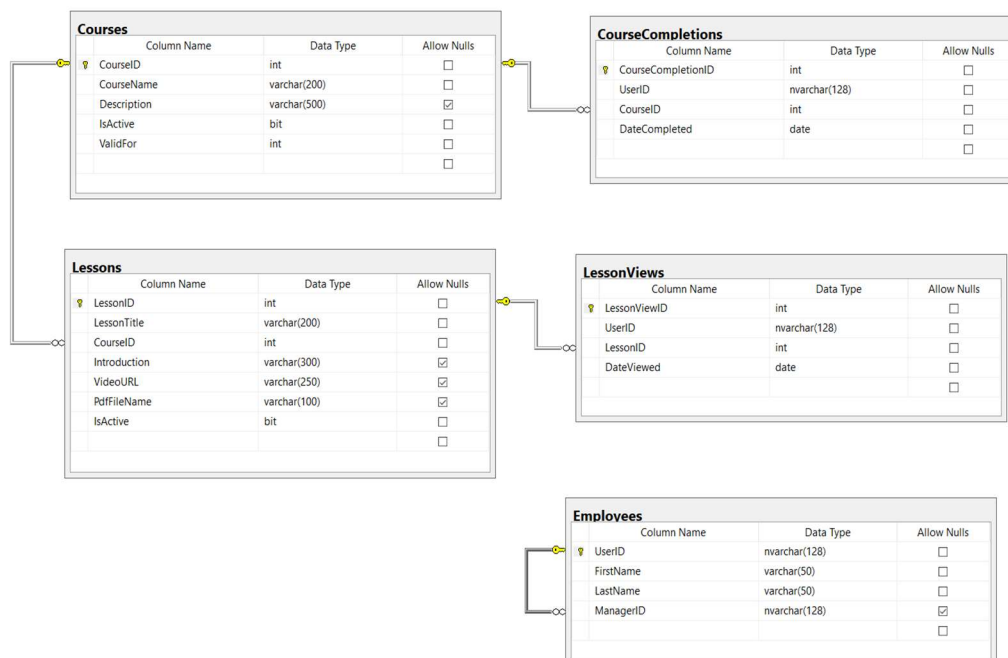 Courses
Column Name Data Type Allow Nulls
CourseID int
CourseName varchar(200)
Description varchar(500)
IsActive bit
ValidFor int
CourseCompletions
Column Name Data Type Allow Nulls
CourseCompletionID int
UserID nvarchar(128)
CourseID int
DateCompleted date
Lessons
Column Name Data Type Allow Nulls
LessonID int
LessonTitle varchar(200)
CourseID int
Introduction varchar(300)
VideoURL varchar(250)
PdfFileName varchar(100)
IsActive bit
LessonViews
Column Name Data Type Allow Nulls
LessonViewID int
UserID nvarchar(128)
LessonID int
DateViewed date
Employees
Column Name Data Type Allow Nulls
UserID nvarchar(128)
FirstName varchar(50)
LastName varchar(50)
ManagerID nvarchar(128)